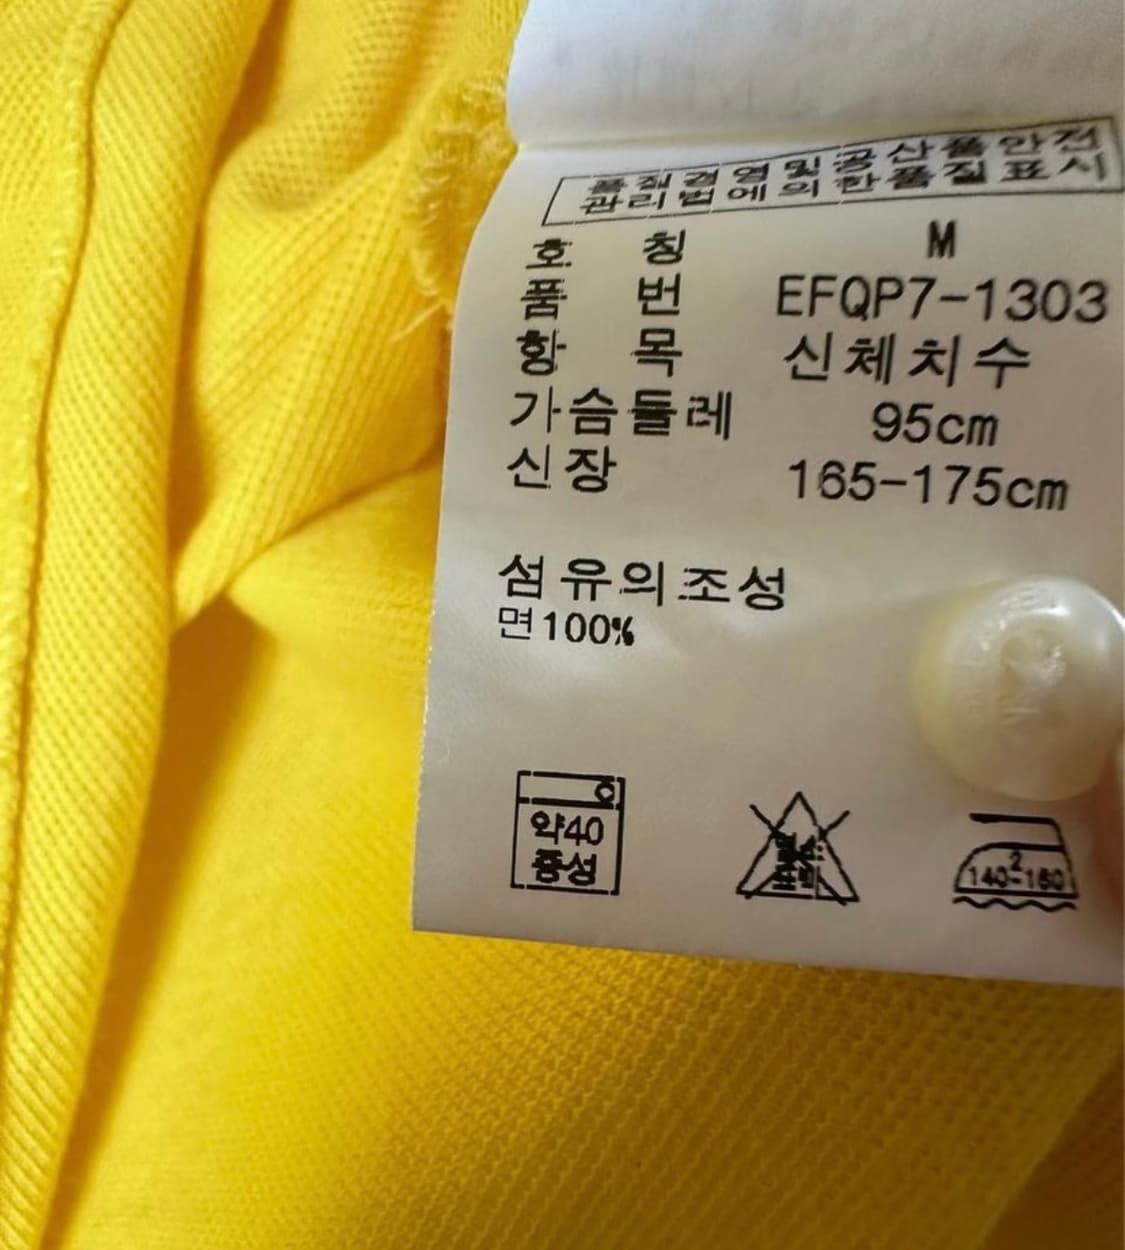 품질경영및공산품안전
관리법에의한품질표시
호 칭 M
품 번 EFQP7-1303
항 목 신체치수
가슴둘레 95cm
신장 165-175cm
섬유의조성
면100%
약40
중성
2
140-160